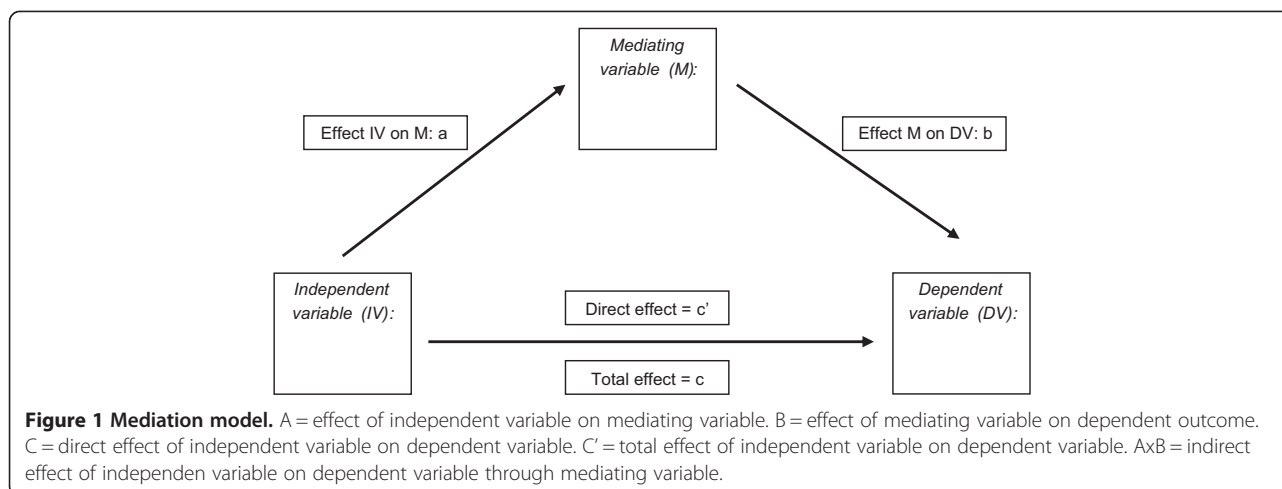 Mediating
variable (M):
Effect IV on M: a
Effect M on DV: b
Independent
variable (IV):
Direct effect = c’
Total effect = c
Dependent
variable (DV):
Figure 1 Mediation model. A = effect of independent variable on mediating variable. B = effect of mediating variable on dependent outcome.
C = direct effect of independent variable on dependent variable. C’ = total effect of independent variable on dependent variable. AxB = indirect
effect of independen variable on dependent variable through mediating variable.